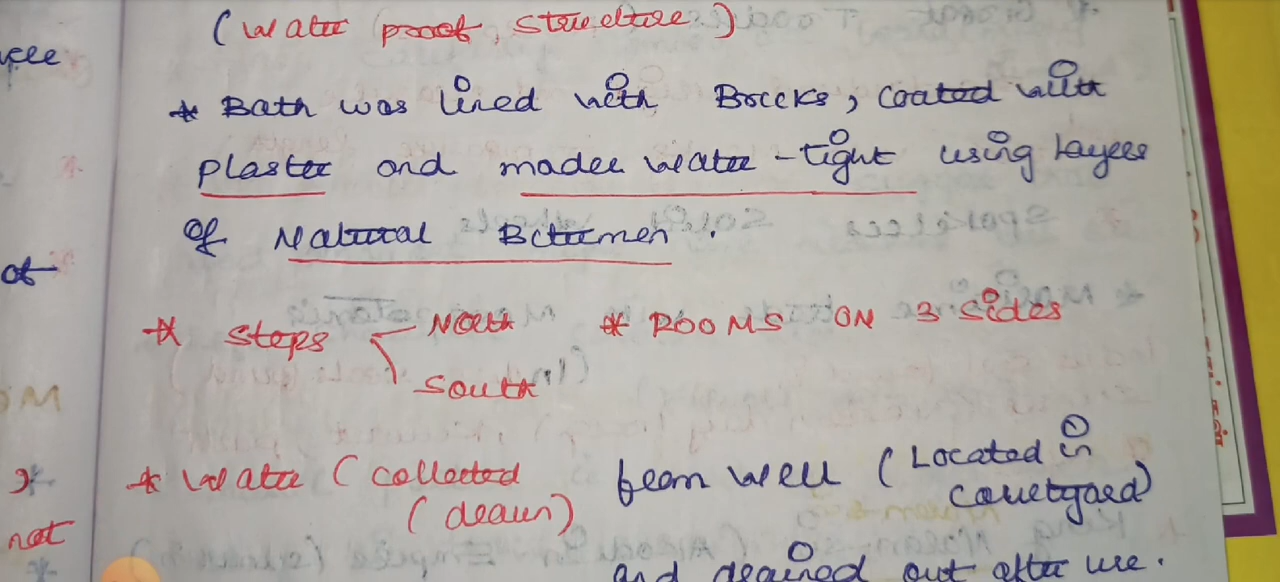 (Water proof structure)
* Bath was lined with Bricks, coated with
plaster and made water-tight using layers
of Natural Bitumen.
* Steps North * ROOMS ON 3 sides
South
* Water (collected from well (Located in
(drawn) courtyard)
and drained out after use.
not